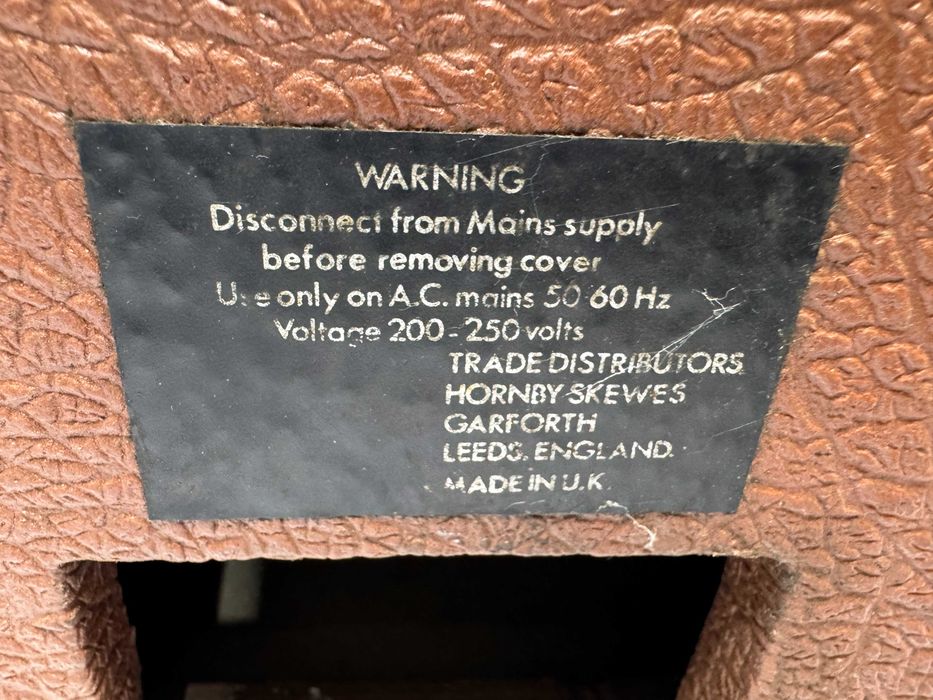 WARNING
Disconnect from Mains supply
before removing cover
Use only on A.C. mains 50 60 Hz
Voltage 200 - 250 volts
TRADE DISTRIBUTORS
HORNBY SKEWES
GARFORTH
LEEDS. ENGLAND.
MADE IN U.K.